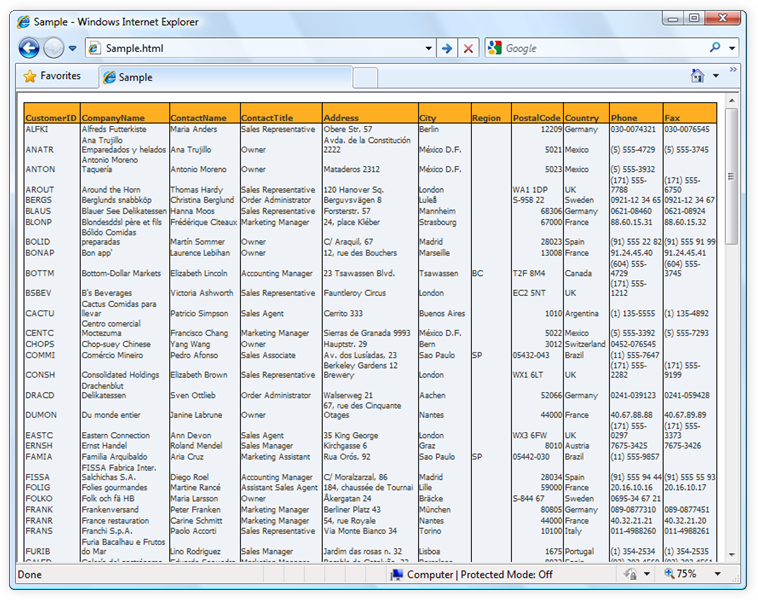 Sample - Windows Internet Explorer
Sample.html Google
Favorites Sample
CustomerID CompanyName ContactName ContactTitle Address City Region PostalCode Country Phone Fax
ALFKI Alfreds Futterkiste Maria Anders Sales Representative Obere Str. 57 Berlin 12209 Germany 030-0074321 030-0076545
Ana Trujillo Avda. de la Constitución
ANATR Emparedados y helados Ana Trujillo Owner 2222 México D.F. 5021 Mexico (5) 555-4729 (5) 555-3745
Antonio Moreno
ANTON Taquería Antonio Moreno Owner Mataderos 2312 México D.F. 5023 Mexico (5) 555-3932
(171) 555- (171) 555-
AROUT Around the Horn Thomas Hardy Sales Representative 120 Hanover Sq. London WA1 1DP UK 7788 6750
BERGS Berglunds snabbköp Christina Berglund Order Administrator Berguvsvägen 8 Luleå S-958 22 Sweden 0921-12 34 65 0921-12 34 67
BLAUS Blauer See Delikatessen Hanna Moos Sales Representative Forsterstr. 57 Mannheim 68306 Germany 0621-08460 0621-08924
BLONP Blondesddsl père et fils Frédérique Citeaux Marketing Manager 24, place Kléber Strasbourg 67000 France 88.60.15.31 88.60.15.32
Bólido Comidas
BOLID preparadas Martín Sommer Owner C/ Araquil, 67 Madrid 28023 Spain (91) 555 22 82 (91) 555 91 99
BONAP Bon app' Laurence Lebihan Owner 12, rue des Bouchers Marseille 13008 France 91.24.45.40 91.24.45.41
(604) 555- (604) 555-
BOTTM Bottom-Dollar Markets Elizabeth Lincoln Accounting Manager 23 Tsawassen Blvd. Tsawassen BC T2F 8M4 Canada 4729 3745
(171) 555-
BSBEV B's Beverages Victoria Ashworth Sales Representative Fauntleroy Circus London EC2 5NT UK 1212
Cactus Comidas para
CACTU llevar Patricio Simpson Sales Agent Cerrito 333 Buenos Aires 1010 Argentina (1) 135-5555 (1) 135-4892
Centro comercial
CENTC Moctezuma Francisco Chang Marketing Manager Sierras de Granada 9993 México D.F. 5022 Mexico (5) 555-3392 (5) 555-7293
CHOPS Chop-suey Chinese Yang Wang Owner Hauptstr. 29 Bern 3012 Switzerland 0452-076545
COMMI Comércio Mineiro Pedro Afonso Sales Associate Av. dos Lusíadas, 23 Sao Paulo SP 05432-043 Brazil (11) 555-7647
Berkeley Gardens 12 (171) 555- (171) 555-
CONSH Consolidated Holdings Elizabeth Brown Sales Representative Brewery London WX1 6LT UK 2282 9199
Drachenblut
DRACD Delikatessen Sven Ottlieb Order Administrator Walserweg 21 Aachen 52066 Germany 0241-039123 0241-059428
67, rue des Cinquante
DUMON Du monde entier Janine Labrune Owner Otages Nantes 44000 France 40.67.88.88 40.67.89.89
(171) 555- (171) 555-
EASTC Eastern Connection Ann Devon Sales Agent 35 King George London WX3 6FW UK 0297 3373
ERNSH Ernst Handel Roland Mendel Sales Manager Kirchgasse 6 Graz 8010 Austria 7675-3425 7675-3426
FAMIA Familia Arquibaldo Aria Cruz Marketing Assistant Rua Orós, 92 Sao Paulo SP 05442-030 Brazil (11) 555-9857
FISSA Fabrica Inter.
FISSA Salchichas S.A. Diego Roel Accounting Manager C/ Moralzarzal, 86 Madrid 28034 Spain (91) 555 94 44 (91) 555 55 93
FOLIG Folies gourmandes Martine Rancé Assistant Sales Agent 184, chaussée de Tournai Lille 59000 France 20.16.10.16 20.16.10.17
FOLKO Folk och fä HB Maria Larsson Owner Åkergatan 24 Bräcke S-844 67 Sweden 0695-34 67 21
FRANK Frankenversand Peter Franken Marketing Manager Berliner Platz 43 München 80805 Germany 089-0877310 089-0877451
FRANR France restauration Carine Schmitt Marketing Manager 54, rue Royale Nantes 44000 France 40.32.21.21 40.32.21.20
FRANS Franchi S.p.A. Paolo Accorti Sales Representative Via Monte Bianco 34 Torino 10100 Italy 011-4988260 011-4988261
Furia Bacalhau e Frutos
FURIB do Mar Lino Rodriguez Sales Manager Jardim das rosas n. 32 Lisboa 1675 Portugal (1) 354-2534 (1) 354-2535
Done Computer | Protected Mode: Off 75%